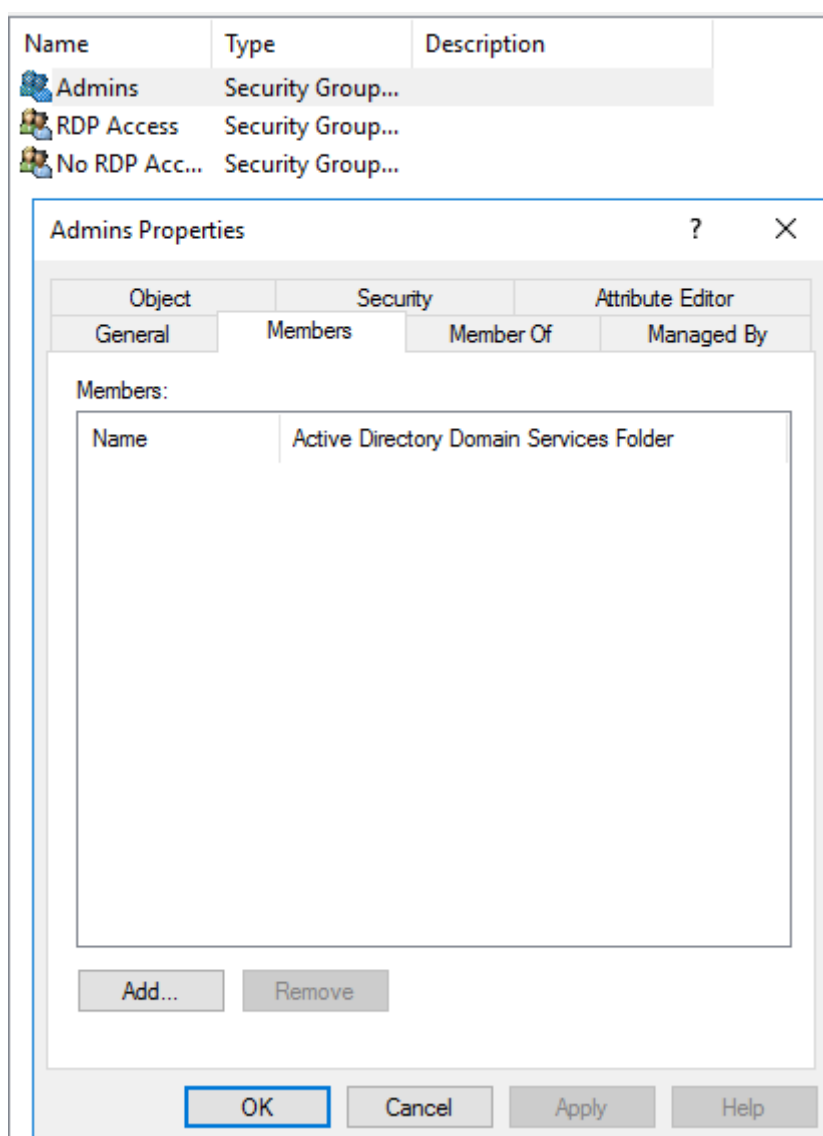 Name Type Description
Admins Security Group...
RDP Access Security Group...
No RDP Acc... Security Group...
Admins Properties ? ×
Object Security Attribute Editor
General Members Member Of Managed By
Members:
Name Active Directory Domain Services Folder
Add... Remove
OK Cancel Apply Help